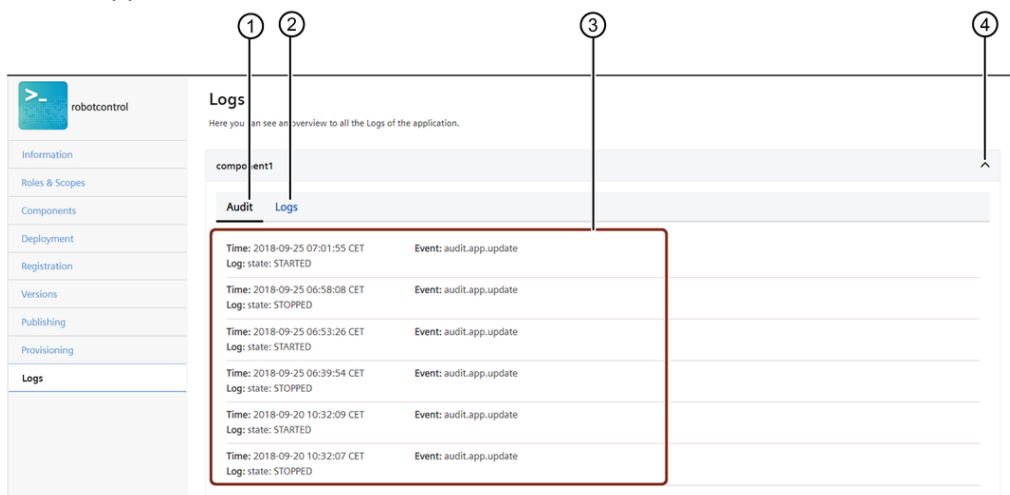 1 2 3 4
>_ robotcontrol
Information
Roles & Scopes
Components
Deployment
Registration
Versions
Publishing
Provisioning
Logs
Logs
Here you can see an overview to all the Logs of the application.
component1
Audit Logs
Time: 2018-09-25 07:01:55 CET Event: audit.app.update
Log: state: STARTED
Time: 2018-09-25 06:58:08 CET Event: audit.app.update
Log: state: STOPPED
Time: 2018-09-25 06:53:26 CET Event: audit.app.update
Log: state: STARTED
Time: 2018-09-25 06:39:54 CET Event: audit.app.update
Log: state: STOPPED
Time: 2018-09-20 10:32:09 CET Event: audit.app.update
Log: state: STARTED
Time: 2018-09-20 10:32:07 CET Event: audit.app.update
Log: state: STOPPED